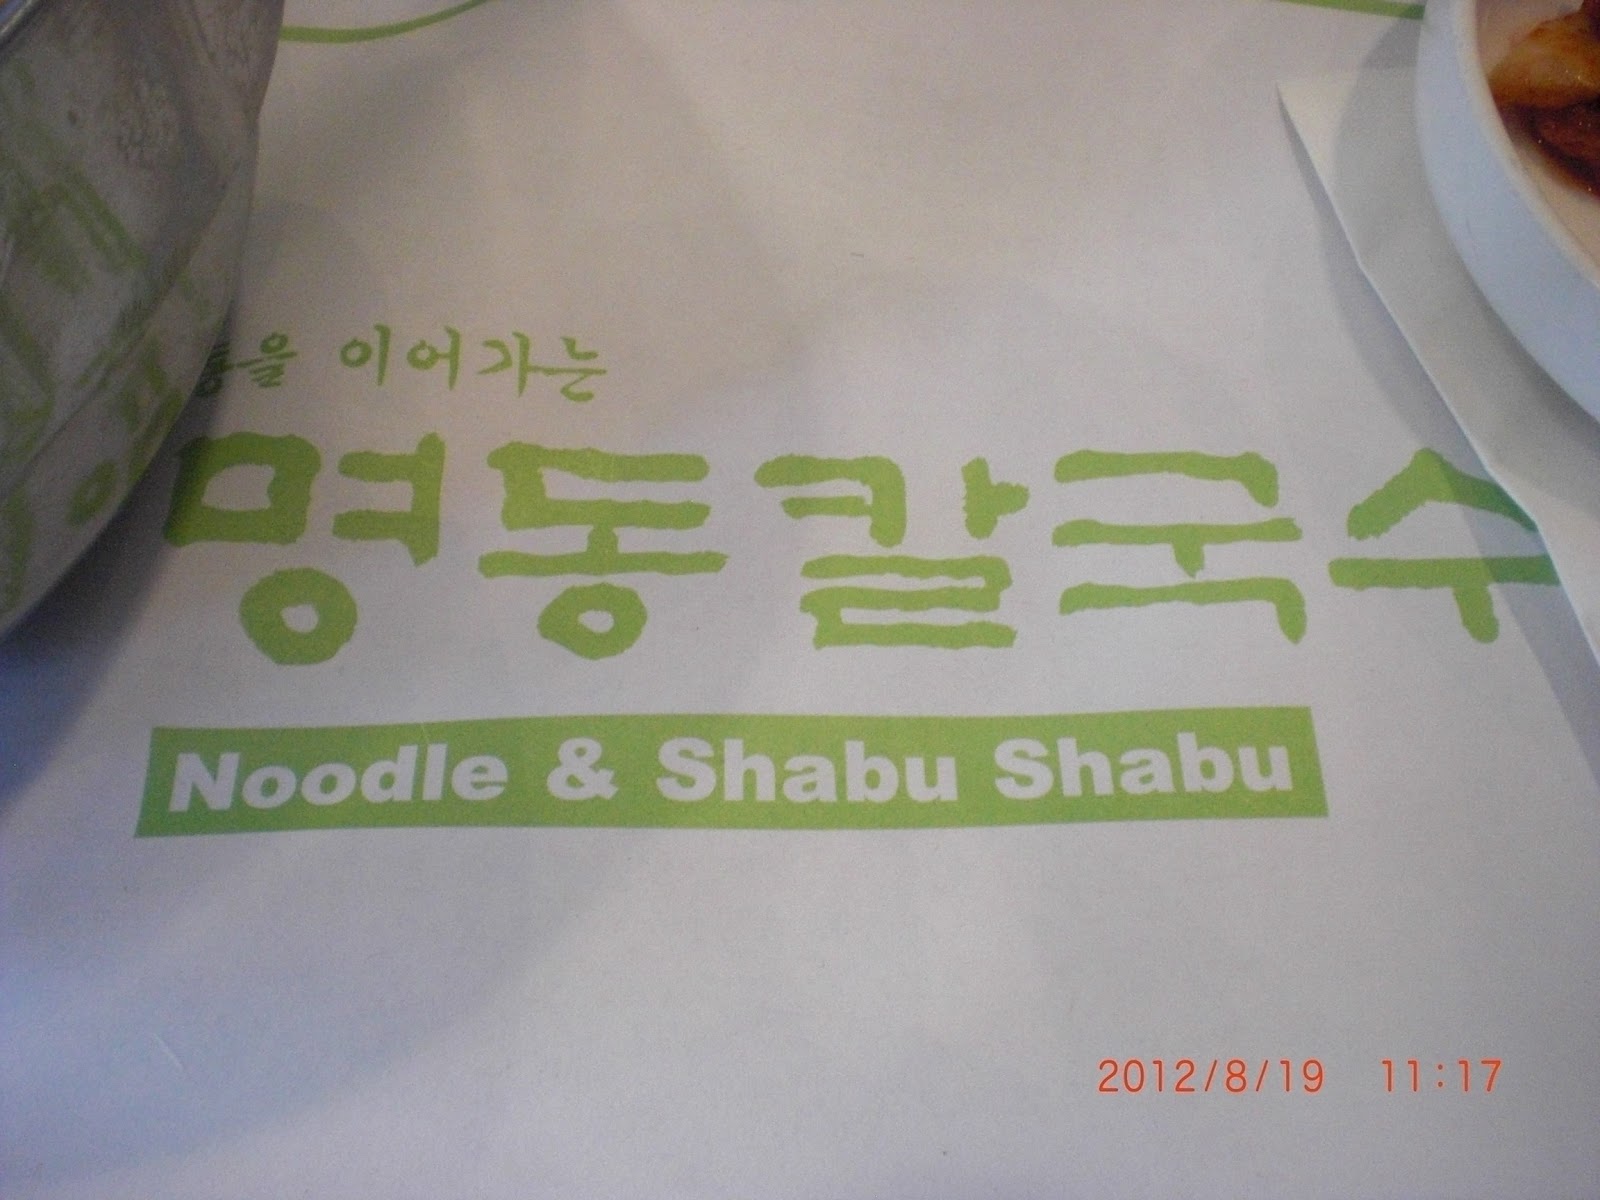 이어가는
명동칼국수
Noodle & Shabu Shabu
2012/8/19 11:17